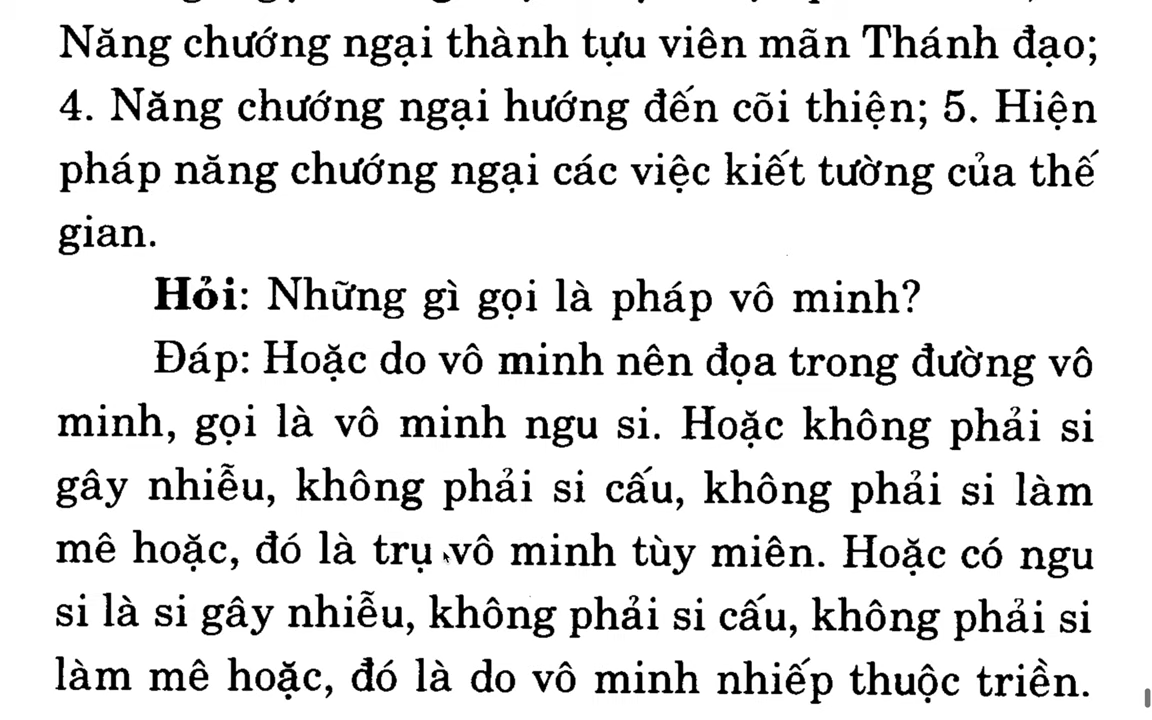 Năng chướng ngại thành tựu viên mãn Thánh đạo;
4. Năng chướng ngại hướng đến cõi thiện; 5. Hiện
pháp năng chướng ngại các việc kiết tường của thế
gian.
Hỏi: Những gì gọi là pháp vô minh?
Đáp: Hoặc do vô minh nên đọa trong đường vô
minh, gọi là vô minh ngu si. Hoặc không phải si
gây nhiễu, không phải si cấu, không phải si làm
mê hoặc, đó là trụ vô minh tùy miên. Hoặc có ngu
si là si gây nhiễu, không phải si cấu, không phải si
làm mê hoặc, đó là do vô minh nhiếp thuộc triền.